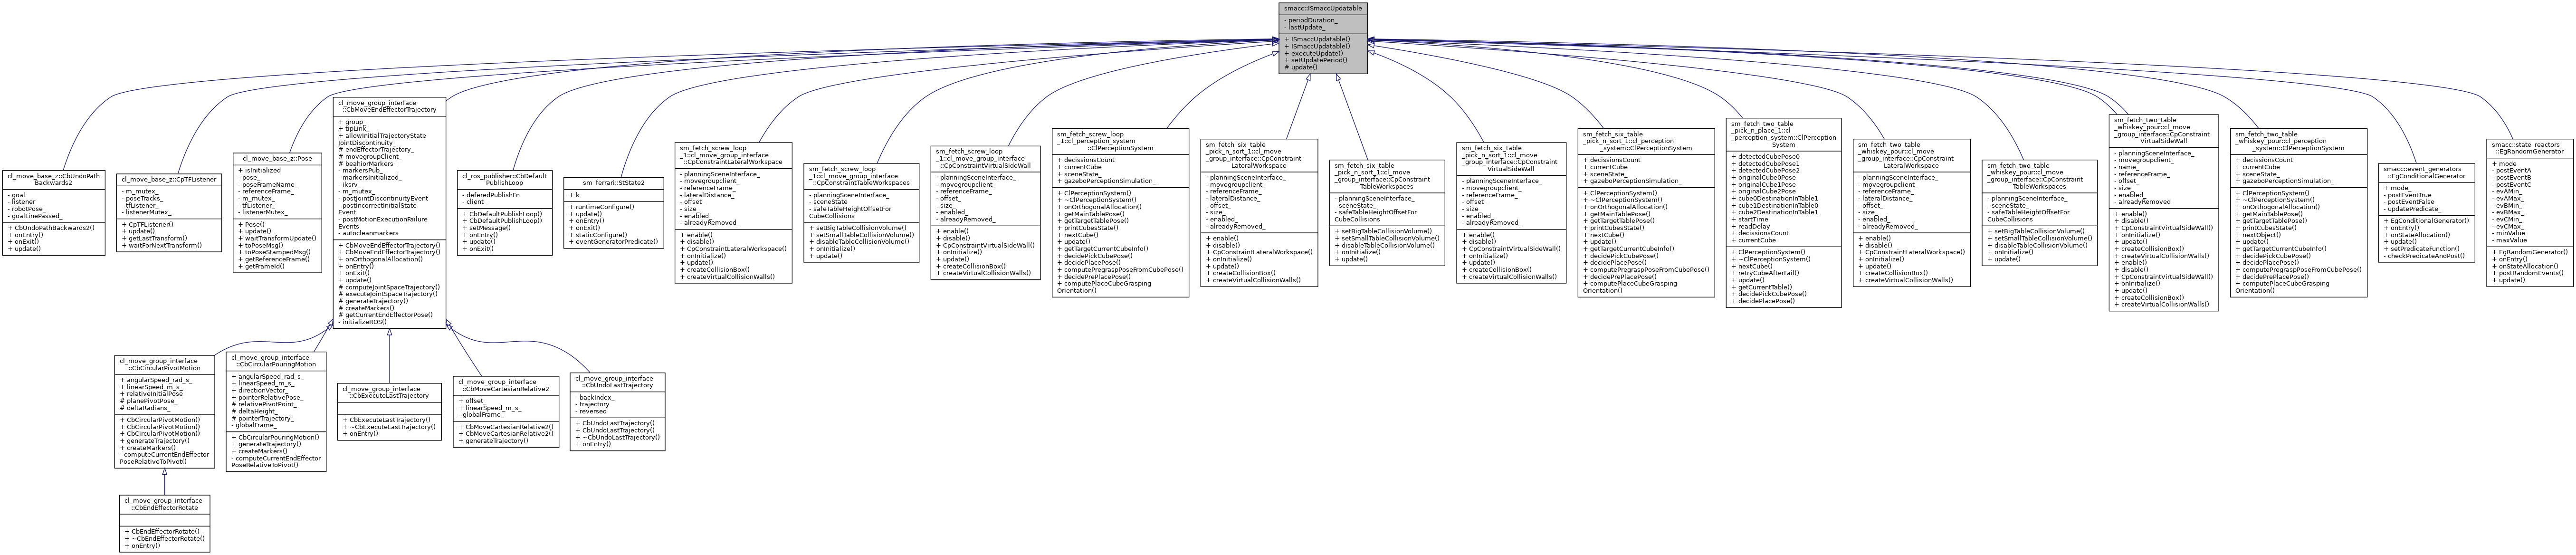 smacc::ISmaccUpdatable
- periodDuration_
- lastUpdate_
+ ISmaccUpdatable()
+ ISmaccUpdatable()
+ executeUpdate()
+ setUpdatePeriod()
# update()
cl_move_base_z::CbUndoPath
Backwards2
- goal
- listener
- robotPose_
- goalLinePassed_
+ CbUndoPathBackwards2()
+ onEntry()
+ onExit()
+ update()
cl_move_base_z::CpTFListener
- m_mutex_
- poseTracks_
- tfListener_
- listenerMutex_
+ CpTFListener()
+ update()
+ getLastTransform()
+ waitForNextTransform()
cl_move_base_z::Pose
+ isInitialized
- pose_
- poseFrameName_
- referenceFrame_
- m_mutex_
- tfListener_
- listenerMutex_
+ Pose()
+ update()
+ waitTransformUpdate()
+ toPoseMsg()
+ toPoseStampedMsg()
+ getReferenceFrame()
+ getFrameId()
cl_move_group_interface
::CbMoveEndEffectorTrajectory
+ group_
+ tipLink_
+ allowInitialTrajectoryState
JointDiscontinuity_
# endEffectorTrajectory_
# movegroupClient_
# beahiorMarkers_
- markersPub_
- markersInitialized_
- iksrv_
- m_mutex_
- postJointDiscontinuityEvent
- postIncorrectInitialState
Event
- postMotionExecutionFailure
Events
- autocleanmarkers
+ CbMoveEndEffectorTrajectory()
+ CbMoveEndEffectorTrajectory()
+ onOrthogonalAllocation()
+ onEntry()
+ onExit()
+ update()
# computeJointSpaceTrajectory()
# executeJointSpaceTrajectory()
# generateTrajectory()
# createMarkers()
# getCurrentEndEffectorPose()
- initializeROS()
cl_ros_publisher::CbDefault
PublishLoop
- deferedPublishFn
- client_
+ CbDefaultPublishLoop()
+ CbDefaultPublishLoop()
+ setMessage()
+ onEntry()
+ update()
+ onExit()
sm_ferrari::StState2
+ k
+ runtimeConfigure()
+ update()
+ onEntry()
+ onExit()
+ staticConfigure()
+ eventGeneratorPredicate()
sm_fetch_screw_loop
_1::cl_move_group_interface
::CpConstraintLateralWorkspace
- planningSceneInterface_
- movegroupclient_
- referenceFrame_
- lateralDistance_
- offset_
- size_
- enabled_
- alreadyRemoved_
+ enable()
+ disable()
+ CpConstraintLateralWorkspace()
+ onInitialize()
+ update()
+ createCollisionBox()
+ createVirtualCollisionWalls()
sm_fetch_screw_loop
_1::cl_move_group_interface
::CpConstraintTableWorkspaces
- planningSceneInterface_
- sceneState_
- safeTableHeightOffsetFor
CubeCollisions
+ setBigTableCollisionVolume()
+ setSmallTableCollisionVolume()
+ disableTableCollisionVolume()
+ onInitialize()
+ update()
sm_fetch_screw_loop
_1::cl_move_group_interface
::CpConstraintVirtualSideWall
- planningSceneInterface_
- movegroupclient_
- referenceFrame_
- offset_
- size_
- enabled_
- alreadyRemoved_
+ enable()
+ disable()
+ CpConstraintVirtualSideWall()
+ onInitialize()
+ update()
+ createCollisionBox()
+ createVirtualCollisionWalls()
sm_fetch_screw_loop
_1::cl_perception_system
::ClPerceptionSystem
+ decissionsCount
+ currentCube
+ sceneState_
+ gazeboPerceptionSimulation_
+ ClPerceptionSystem()
+ ~ClPerceptionSystem()
+ onOrthogonalAllocation()
+ getMainTablePose()
+ getTargetTablePose()
+ printCubesState()
+ nextCube()
+ update()
+ getTargetCurrentCubeInfo()
+ decidePickCubePose()
+ decidePlacePose()
+ computePregraspPoseFromCubePose()
+ decidePrePlacePose()
+ computePlaceCubeGrasping
Orientation()
sm_fetch_six_table
_pick_n_sort_1::cl_move
_group_interface::CpConstraint
LateralWorkspace
- planningSceneInterface_
- movegroupclient_
- referenceFrame_
- lateralDistance_
- offset_
- size_
- enabled_
- alreadyRemoved_
+ enable()
+ disable()
+ CpConstraintLateralWorkspace()
+ onInitialize()
+ update()
+ createCollisionBox()
+ createVirtualCollisionWalls()
sm_fetch_six_table
_pick_n_sort_1::cl_move
_group_interface::CpConstraint
TableWorkspaces
- planningSceneInterface_
- sceneState_
- safeTableHeightOffsetFor
CubeCollisions
+ setBigTableCollisionVolume()
+ setSmallTableCollisionVolume()
+ disableTableCollisionVolume()
+ onInitialize()
+ update()
sm_fetch_six_table
_pick_n_sort_1::cl_move
_group_interface::CpConstraint
VirtualSideWall
- planningSceneInterface_
- movegroupclient_
- referenceFrame_
- offset_
- size_
- enabled_
- alreadyRemoved_
+ enable()
+ disable()
+ CpConstraintVirtualSideWall()
+ onInitialize()
+ update()
+ createCollisionBox()
+ createVirtualCollisionWalls()
sm_fetch_six_table
_pick_n_sort_1::cl_perception
_system::ClPerceptionSystem
+ decissionsCount
+ currentCube
+ sceneState_
+ gazeboPerceptionSimulation_
+ ClPerceptionSystem()
+ ~ClPerceptionSystem()
+ onOrthogonalAllocation()
+ getMainTablePose()
+ getTargetTablePose()
+ printCubesState()
+ nextCube()
+ update()
+ getTargetCurrentCubeInfo()
+ decidePickCubePose()
+ decidePlacePose()
+ computePregraspPoseFromCubePose()
+ decidePrePlacePose()
+ computePlaceCubeGrasping
Orientation()
sm_fetch_two_table
_pick_n_place_1::cl
_perception_system::ClPerception
System
+ detectedCubePose0
+ detectedCubePose1
+ detectedCubePose2
+ originalCube0Pose
+ originalCube1Pose
+ originalCube2Pose
+ cube0DestinationInTable1
+ cube1DestinationInTable0
+ cube2DestinationInTable1
+ startTime
+ readDelay
+ decissionsCount
+ currentCube
+ ClPerceptionSystem()
+ ~ClPerceptionSystem()
+ nextCube()
+ retryCubeAfterFail()
+ update()
+ getCurrentTable()
+ decidePickCubePose()
+ decidePlacePose()
sm_fetch_two_table
_whiskey_pour::cl_move
_group_interface::CpConstraint
LateralWorkspace
- planningSceneInterface_
- movegroupclient_
- referenceFrame_
- lateralDistance_
- offset_
- size_
- enabled_
- alreadyRemoved_
+ enable()
+ disable()
+ CpConstraintLateralWorkspace()
+ onInitialize()
+ update()
+ createCollisionBox()
+ createVirtualCollisionWalls()
sm_fetch_two_table
_whiskey_pour::cl_move
_group_interface::CpConstraint
TableWorkspaces
- planningSceneInterface_
- sceneState_
- safeTableHeightOffsetFor
CubeCollisions
+ setBigTableCollisionVolume()
+ setSmallTableCollisionVolume()
+ disableTableCollisionVolume()
+ onInitialize()
+ update()
sm_fetch_two_table
_whiskey_pour::cl_move
_group_interface::CpConstraint
VirtualSideWall
- planningSceneInterface_
- movegroupclient_
- name_
- referenceFrame_
- offset_
- size_
- enabled_
- alreadyRemoved_
+ enable()
+ disable()
+ CpConstraintVirtualSideWall()
+ onInitialize()
+ update()
+ createCollisionBox()
+ createVirtualCollisionWalls()
+ enable()
+ disable()
+ CpConstraintVirtualSideWall()
+ onInitialize()
+ update()
+ createCollisionBox()
+ createVirtualCollisionWalls()
sm_fetch_two_table
_whiskey_pour::cl_perception
_system::ClPerceptionSystem
+ decissionsCount
+ currentCube
+ sceneState_
+ gazeboPerceptionSimulation_
+ ClPerceptionSystem()
+ ~ClPerceptionSystem()
+ onOrthogonalAllocation()
+ getMainTablePose()
+ getTargetTablePose()
+ printCubesState()
+ nextObject()
+ update()
+ getTargetCurrentCubeInfo()
+ decidePickCubePose()
+ decidePlacePose()
+ computePregraspPoseFromCubePose()
+ decidePrePlacePose()
+ computePlaceCubeGrasping
Orientation()
smacc::event_generators
::EgConditionalGenerator
+ mode_
- postEventTrue
- postEventFalse
- updatePredicate_
+ EgConditionalGenerator()
+ onEntry()
+ onStateAllocation()
+ update()
+ setPredicateFunction()
- checkPredicateAndPost()
smacc::state_reactors
::EgRandomGenerator
+ mode_
- postEventA
- postEventB
- postEventC
- evAMin_
- evAMax_
- evBMin_
- evBMax_
- evCMin_
- evCMax_
- minValue
- maxValue
+ EgRandomGenerator()
+ onEntry()
+ onStateAllocation()
+ postRandomEvents()
+ update()
cl_move_group_interface
::CbCircularPivotMotion
+ angularSpeed_rad_s_
+ linearSpeed_m_s_
+ relativeInitialPose_
# planePivotPose_
# deltaRadians_
+ CbCircularPivotMotion()
+ CbCircularPivotMotion()
+ CbCircularPivotMotion()
+ generateTrajectory()
+ createMarkers()
- computeCurrentEndEffector
PoseRelativeToPivot()
cl_move_group_interface
::CbCircularPouringMotion
+ angularSpeed_rad_s_
+ linearSpeed_m_s_
+ directionVector_
+ pointerRelativePose_
# relativePivotPoint_
# deltaHeight_
# pointerTrajectory_
- globalFrame_
+ CbCircularPouringMotion()
+ generateTrajectory()
+ createMarkers()
- computeCurrentEndEffector
PoseRelativeToPivot()
cl_move_group_interface
::CbExecuteLastTrajectory
+ CbExecuteLastTrajectory()
+ ~CbExecuteLastTrajectory()
+ onEntry()
cl_move_group_interface
::CbMoveCartesianRelative2
+ offset_
+ linearSpeed_m_s_
- globalFrame_
+ CbMoveCartesianRelative2()
+ CbMoveCartesianRelative2()
+ generateTrajectory()
cl_move_group_interface
::CbUndoLastTrajectory
- backIndex_
- trajectory
- reversed
+ CbUndoLastTrajectory()
+ CbUndoLastTrajectory()
+ ~CbUndoLastTrajectory()
+ onEntry()
cl_move_group_interface
::CbEndEffectorRotate
+ CbEndEffectorRotate()
+ ~CbEndEffectorRotate()
+ onEntry()